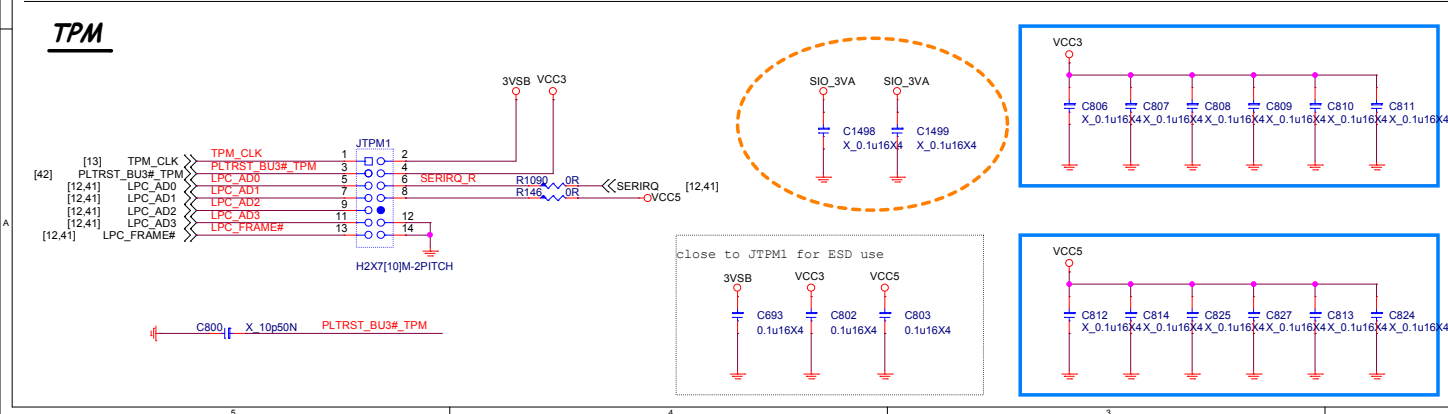 TPM
3VSB VCC3
JTPM1
[13] TPM_CLK TPM_CLK 1 2
[42] PLTRST_BU3#_TPM PLTRST_BU3#_TPM 3 4
[12,41] LPC_AD0 LPC_AD0 5 6 SERIRQ_R R1090 0R SERIRQ [12,41]
[12,41] LPC_AD1 LPC_AD1 7 8 R146 0R VCC5
[12,41] LPC_AD2 LPC_AD2 9
[12,41] LPC_AD3 LPC_AD3 11 12
[12,41] LPC_FRAME# LPC_FRAME# 13 14
H2X7[10]M-2PITCH
C800 X_10p50N PLTRST_BU3#_TPM
SIO_3VA SIO_3VA
C1498 C1499
X_0.1u16X4 X_0.1u16X4
close to JTPM1 for ESD use
3VSB VCC3 VCC5
C693 C802 C803
0.1u16X4 0.1u16X4 0.1u16X4
VCC3
C806 C807 C808 C809 C810 C811
X_0.1u16X4 X_0.1u16X4 X_0.1u16X4 X_0.1u16X4 X_0.1u16X4 X_0.1u16X4
VCC5
C812 C814 C825 C827 C813 C824
X_0.1u16X4 X_0.1u16X4 X_0.1u16X4 X_0.1u16X4 X_0.1u16X4 X_0.1u16X4
A
5 4 3